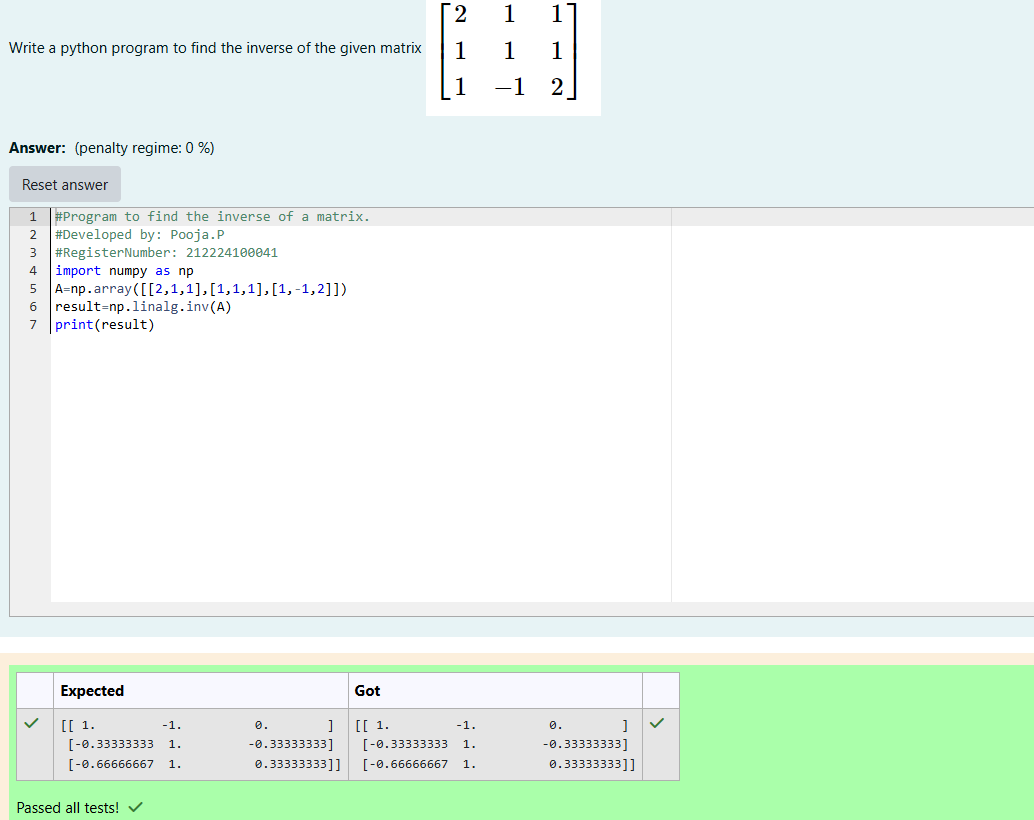 Write a python program to find the inverse of the given matrix
2 1 1
1 1 1
1 −1 2
Answer: (penalty regime: 0 %)
Reset answer
1 #Program to find the inverse of a matrix.
2 #Developed by: Pooja.P
3 #RegisterNumber: 212224100041
4 import numpy as np
5 A=np.array([[2,1,1],[1,1,1],[1,-1,2]])
6 result=np.linalg.inv(A)
7 print(result)
Expected Got
[[ 1. -1. 0. ] [[ 1. -1. 0. ]
[-0.33333333 1. -0.33333333] [-0.33333333 1. -0.33333333]
[-0.66666667 1. 0.33333333]] [-0.66666667 1. 0.33333333]]
Passed all tests!